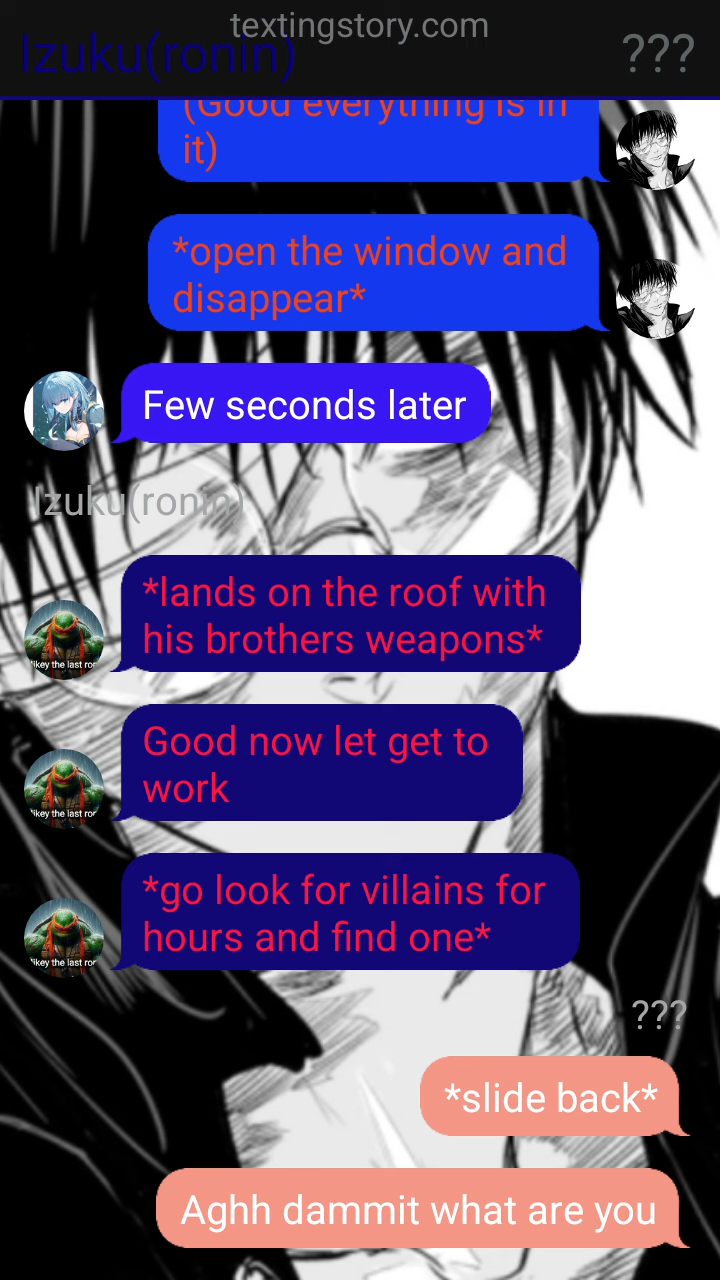 textingstory.com
Izuku(ronin)
???
(Good everything is in
it)
*open the window and
disappear*
Few seconds later
Izuku(ronin)
*lands on the roof with
his brothers weapons*
Good now let get to
work
*go look for villains for
hours and find one*
???
*slide back*
Aghh dammit what are you